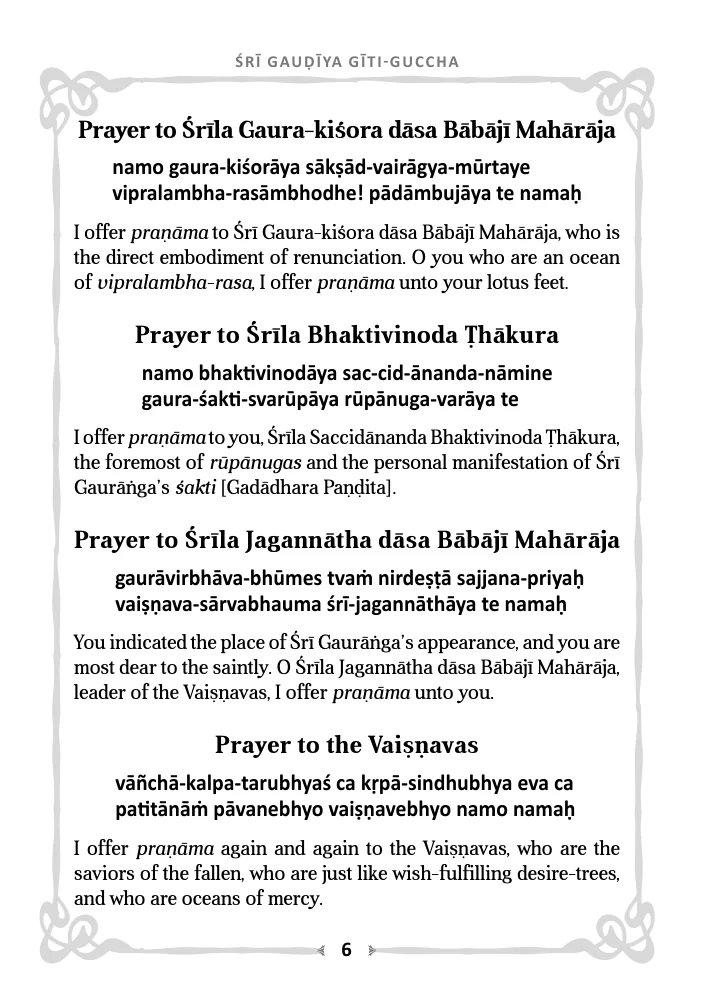 ŚRĪ GAUḌĪYA GĪTI-GUCCHA
Prayer to Śrīla Gaura-kiśora dāsa Bābājī Mahārāja
namo gaura-kiśorāya sākṣād-vairāgya-mūrtaye
vipralambha-rasāmbhodhe! pādāmbujāya te namaḥ
I offer praṇāma to Śrī Gaura-kiśora dāsa Bābājī Mahārāja, who is
the direct embodiment of renunciation. O you who are an ocean
of vipralambha-rasa, I offer praṇāma unto your lotus feet.
Prayer to Śrīla Bhaktivinoda Ṭhākura
namo bhaktivinodāya sac-cid-ānanda-nāmine
gaura-śakti-svarūpāya rūpānuga-varāya te
I offer praṇāma to you, Śrīla Saccidānanda Bhaktivinoda Ṭhākura,
the foremost of rūpānugas and the personal manifestation of Śrī
Gaurāṅga’s śakti [Gadādhara Paṇḍita].
Prayer to Śrīla Jagannātha dāsa Bābājī Mahārāja
gaurāvirbhāva-bhūmes tvaṁ nirdeṣṭā sajjana-priyaḥ
vaiṣṇava-sārvabhauma śrī-jagannāthāya te namaḥ
You indicated the place of Śrī Gaurāṅga’s appearance, and you are
most dear to the saintly. O Śrīla Jagannātha dāsa Bābājī Mahārāja,
leader of the Vaiṣṇavas, I offer praṇāma unto you.
Prayer to the Vaiṣṇavas
vāñchā-kalpa-tarubhyaś ca kṛpā-sindhubhya eva ca
patitānāṁ pāvanebhyo vaiṣṇavebhyo namo namaḥ
I offer praṇāma again and again to the Vaiṣṇavas, who are the
saviors of the fallen, who are just like wish-fulfilling desire-trees,
and who are oceans of mercy.
6